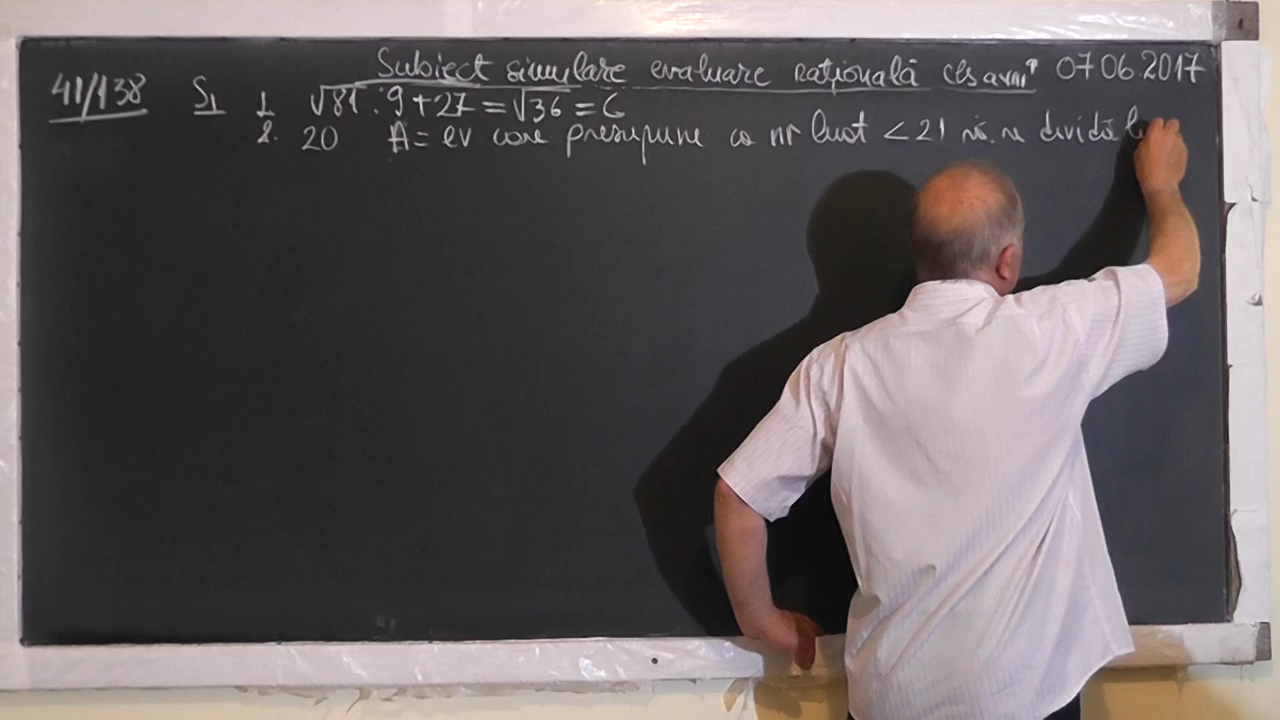 Subiect simulare evaluare națională cls a VIII ª 07.06.2017
41/138 S₁ 1. √81 : 9 + 27 = √36 = 6
2. 20 A = ev care presupune ca nr luat < 21 să se dividă l